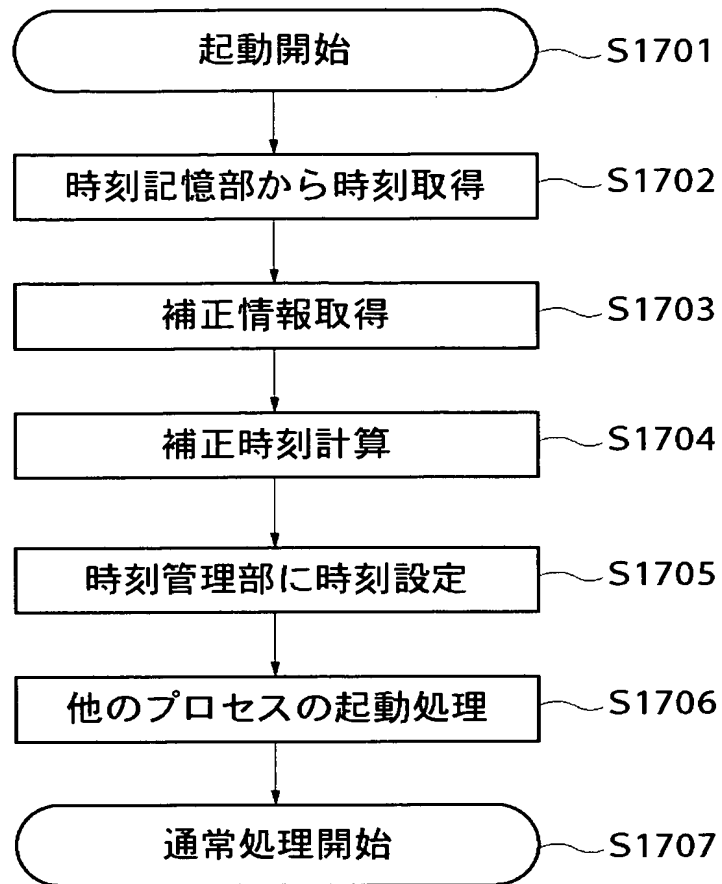 起動開始 S1701
時刻記憶部から時刻取得 S1702
補正情報取得 S1703
補正時刻計算 S1704
時刻管理部に時刻設定 S1705
他のプロセスの起動処理 S1706
通常処理開始 S1707